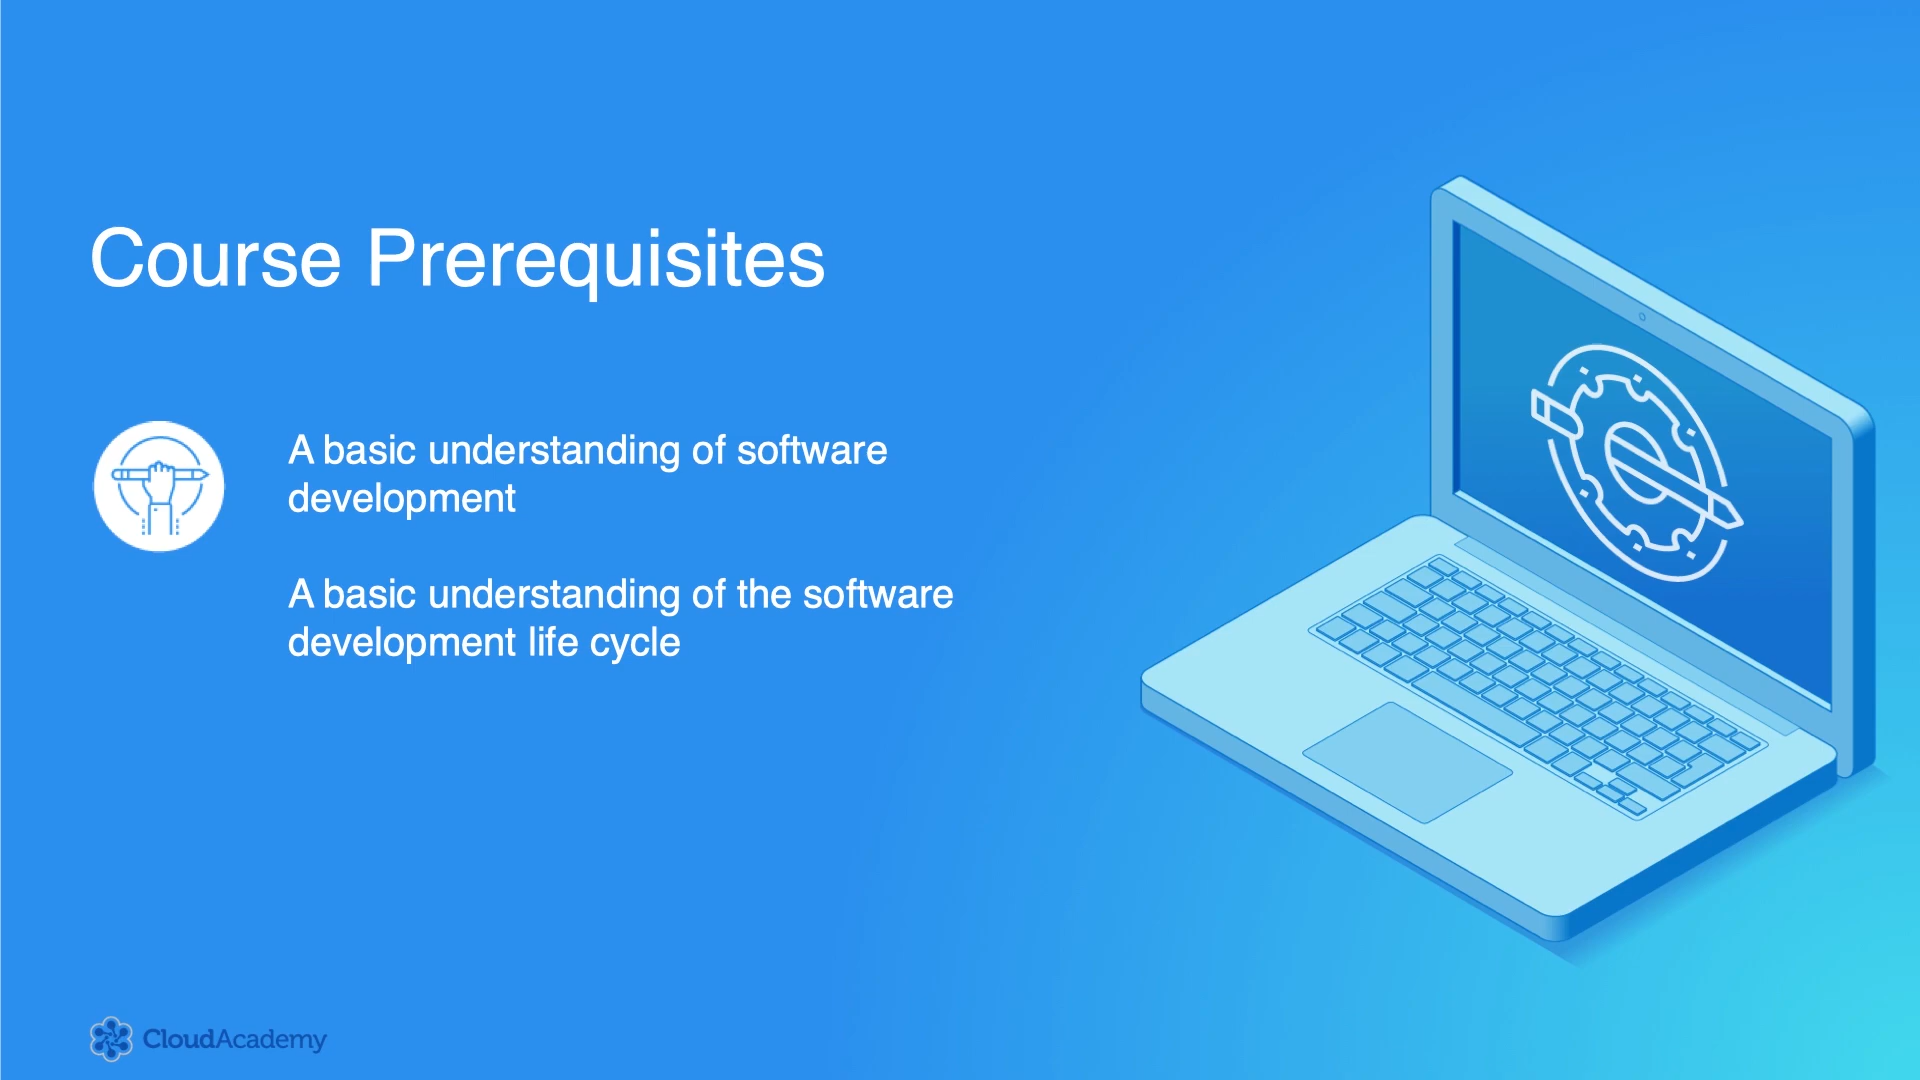 Course Prerequisites
A basic understanding of software
development
A basic understanding of the software
development life cycle
CloudAcademy